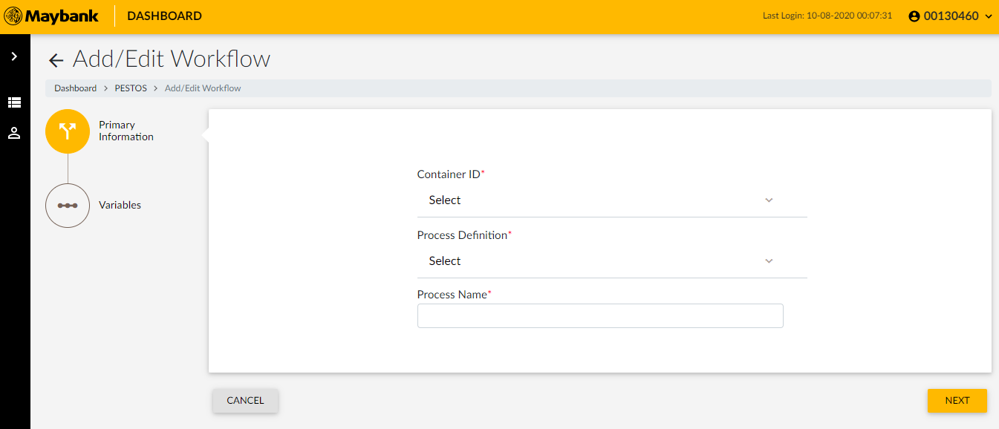 Maybank DASHBOARD Last Login: 10-08-2020 00:07:31 00130460
Add/Edit Workflow
Dashboard > PESTOS > Add/Edit Workflow
Primary
Information
Variables
Container ID*
Select
Process Definition*
Select
Process Name*
CANCEL NEXT